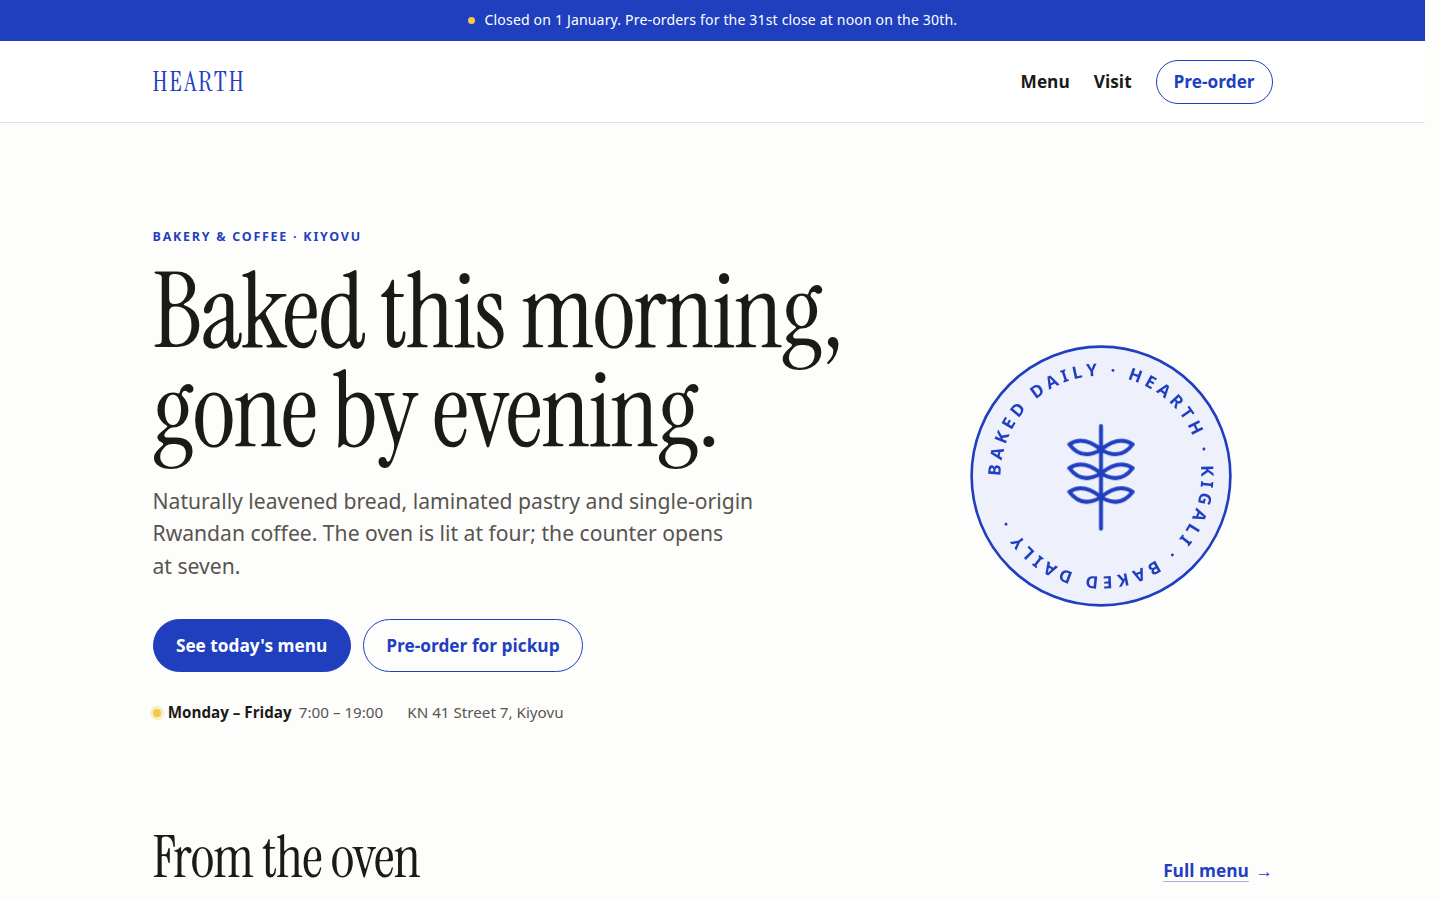 Closed on 1 January. Pre-orders for the 31st close at noon on the 30th.
HEARTH
Menu Visit Pre-order
BAKERY & COFFEE · KIYOVU
Baked this morning,
gone by evening.
Naturally leavened bread, laminated pastry and single-origin
Rwandan coffee. The oven is lit at four; the counter opens
at seven.
BAKED DAILY · HEARTH · KIGALI · BAKED DAILY ·
See today's menu
Pre-order for pickup
Monday – Friday 7:00 – 19:00 KN 41 Street 7, Kiyovu
From the oven
Full menu →